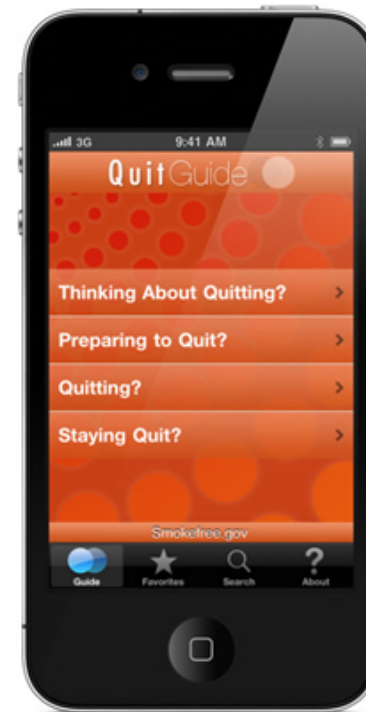 3G 9:41 AM
QuitGuide
Thinking About Quitting?
Preparing to Quit?
Quitting?
Staying Quit?
Smokefree.gov
Guide Favorites Search About